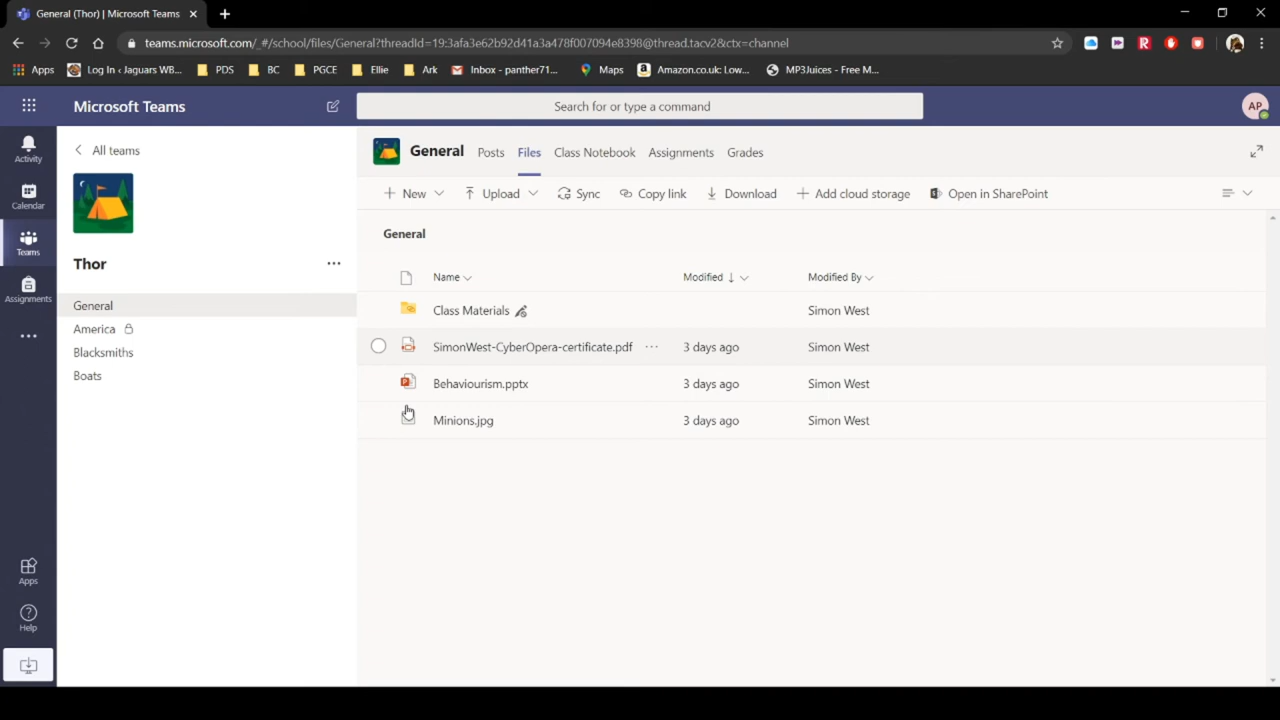 General (Thor) | Microsoft Teams
teams.microsoft.com/_#/school/files/General?threadId=19:3afa3e62b92d41a3a478f007094e8398@thread.tacv2&ctx=channel
Apps Log In ‹ Jaguars WB... PDS BC PGCE Ellie Ark Inbox - panther71... Maps Amazon.co.uk: Low... MP3Juices - Free M...
Microsoft Teams Search for or type a command AP
Activity
Calendar
Teams
Assignments
Apps
Help
All teams
Thor
General
America
Blacksmiths
Boats
General Posts Files Class Notebook Assignments Grades
New Upload Sync Copy link Download Add cloud storage Open in SharePoint
General
Name Modified Modified By
Class Materials Simon West
SimonWest-CyberOpera-certificate.pdf 3 days ago Simon West
Behaviourism.pptx 3 days ago Simon West
Minions.jpg 3 days ago Simon West